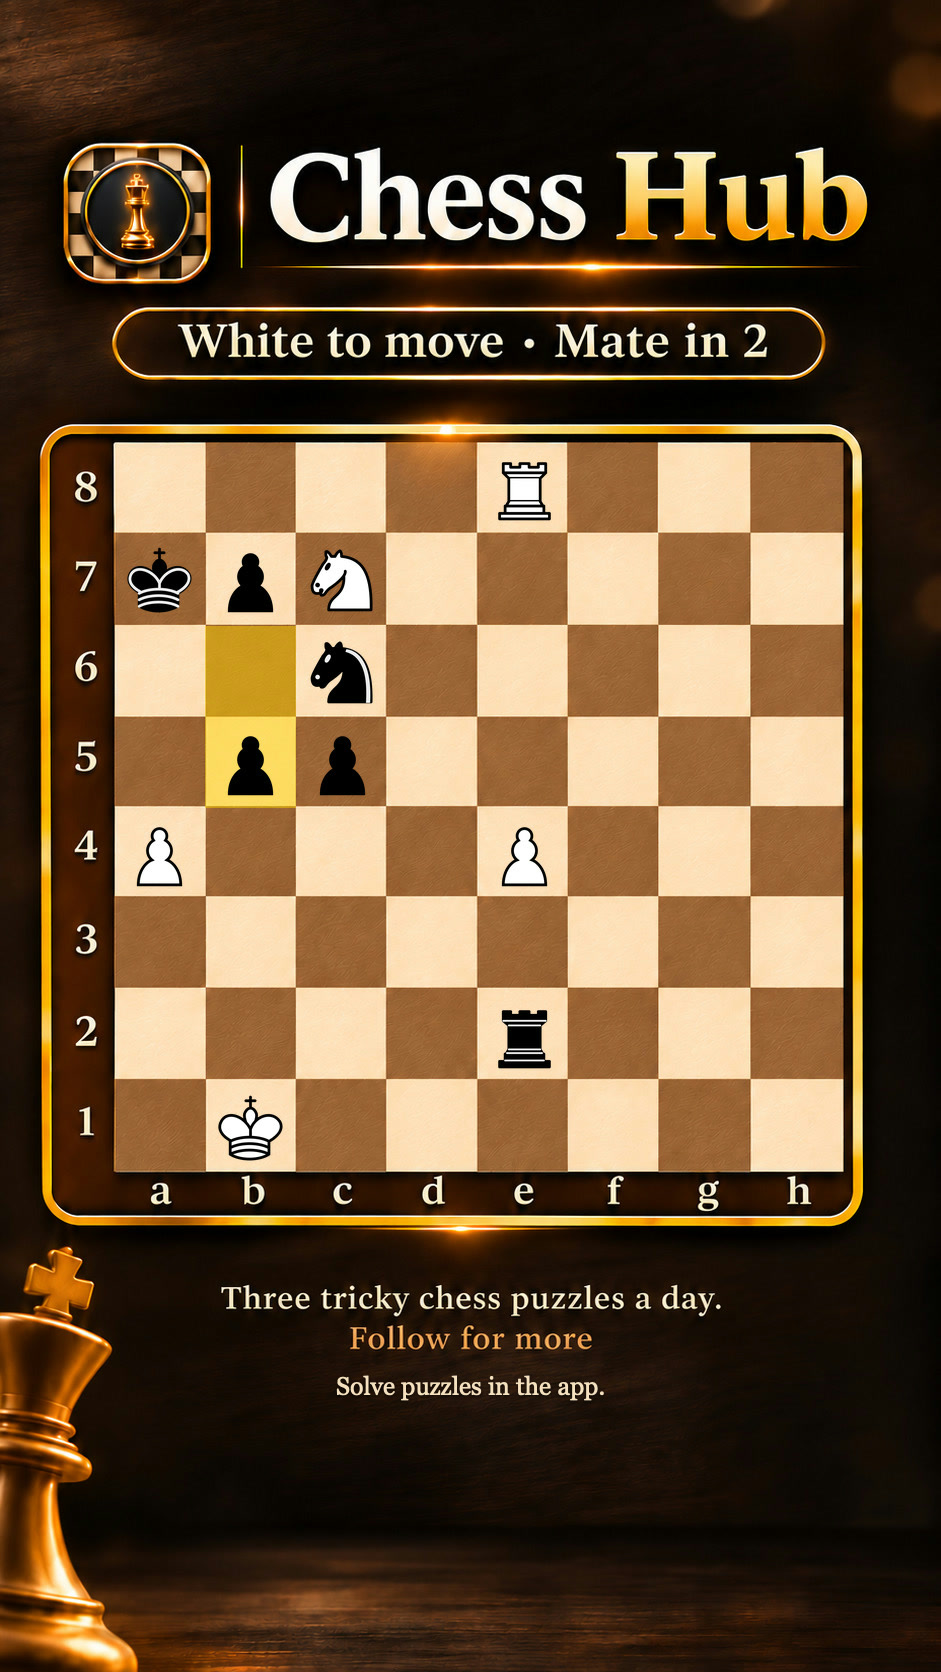 Chess Hub
White to move • Mate in 2
8
7
6
5
4
3
2
1
a b c d e f g h
Three tricky chess puzzles a day.
Follow for more
Solve puzzles in the app.